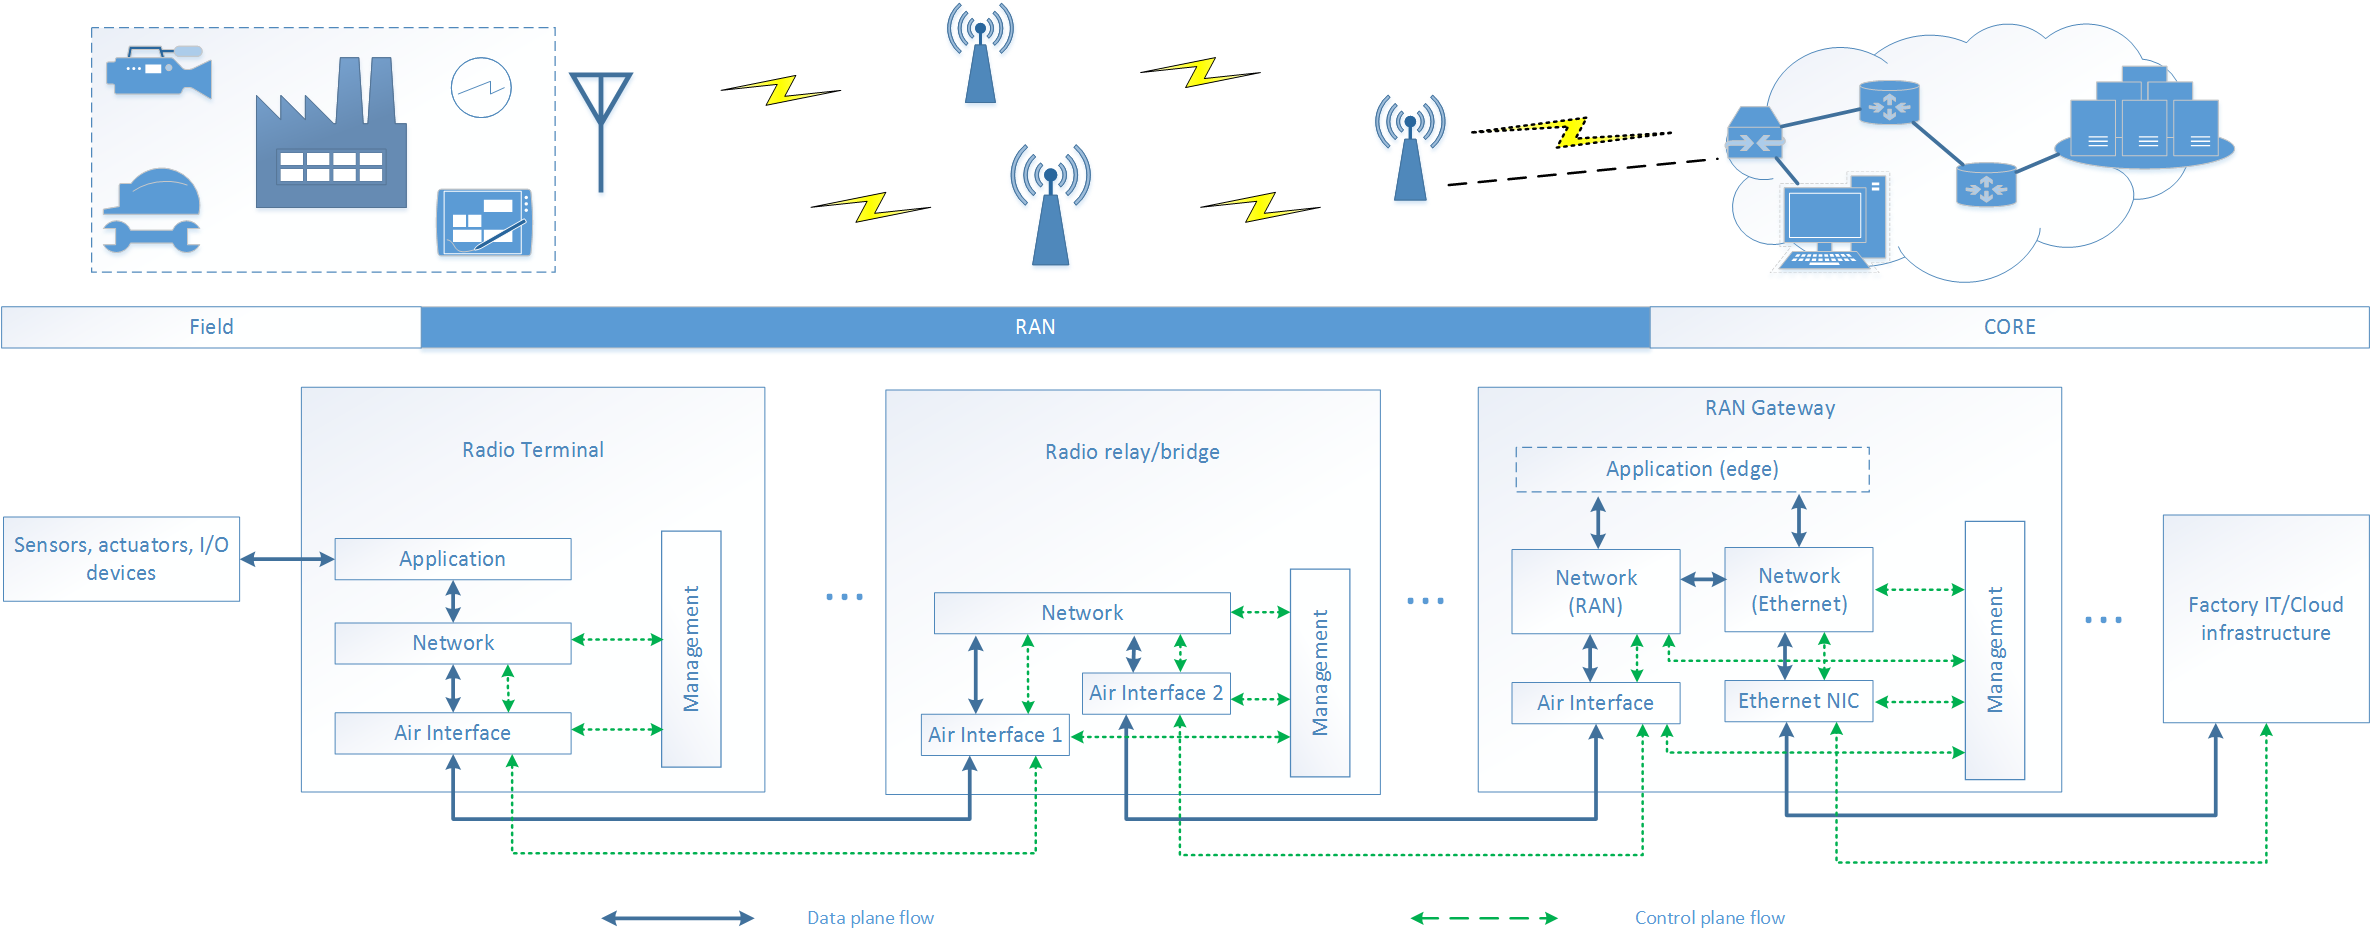 Field
RAN
CORE
Radio Terminal
Radio relay/bridge
RAN Gateway
Application (edge)
Sensors, actuators, I/O
devices
Application
Network
Air Interface
Management
Network
Air Interface 2
Air Interface 1
Management
Network
(RAN)
Network
(Ethernet)
Air Interface
Ethernet NIC
Management
Factory IT/Cloud
infrastructure
Data plane flow
Control plane flow